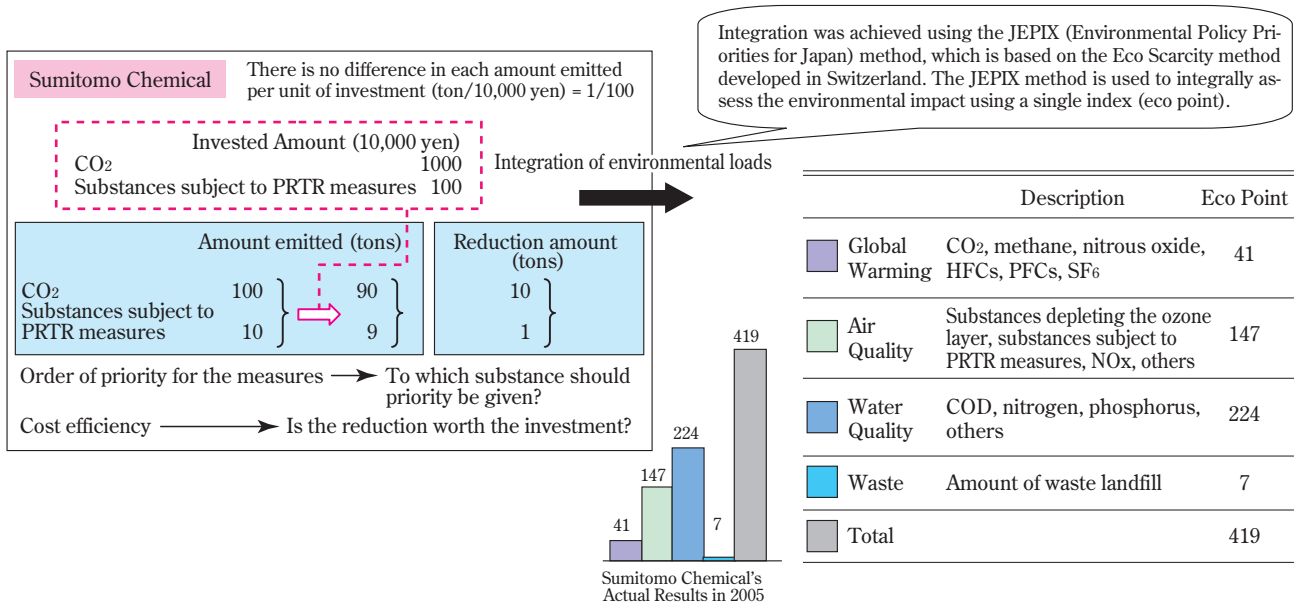 Integration was achieved using the JEPIX (Environmental Policy Pri-
orities for Japan) method, which is based on the Eco Scarcity method
developed in Switzerland. The JEPIX method is used to integrally as-
sess the environmental impact using a single index (eco point).
Sumitomo Chemical
There is no difference in each amount emitted
per unit of investment (ton/10,000 yen) = 1/100
Invested Amount (10,000 yen)
CO2 1000
Substances subject to PRTR measures 100
Integration of environmental loads
Amount emitted (tons)
CO2 100 90
Substances subject to
PRTR measures 10 9
Reduction amount
(tons)
10
1
Order of priority for the measures To which substance should
priority be given?
Cost efficiency Is the reduction worth the investment?
41
147
224
7
419
Sumitomo Chemical's
Actual Results in 2005
Description Eco Point
Global
Warming
CO2, methane, nitrous oxide,
HFCs, PFCs, SF6
41
Air
Quality
Substances depleting the ozone
layer, substances subject to
PRTR measures, NOx, others
147
Water
Quality
COD, nitrogen, phosphorus,
others
224
Waste Amount of waste landfill 7
Total 419